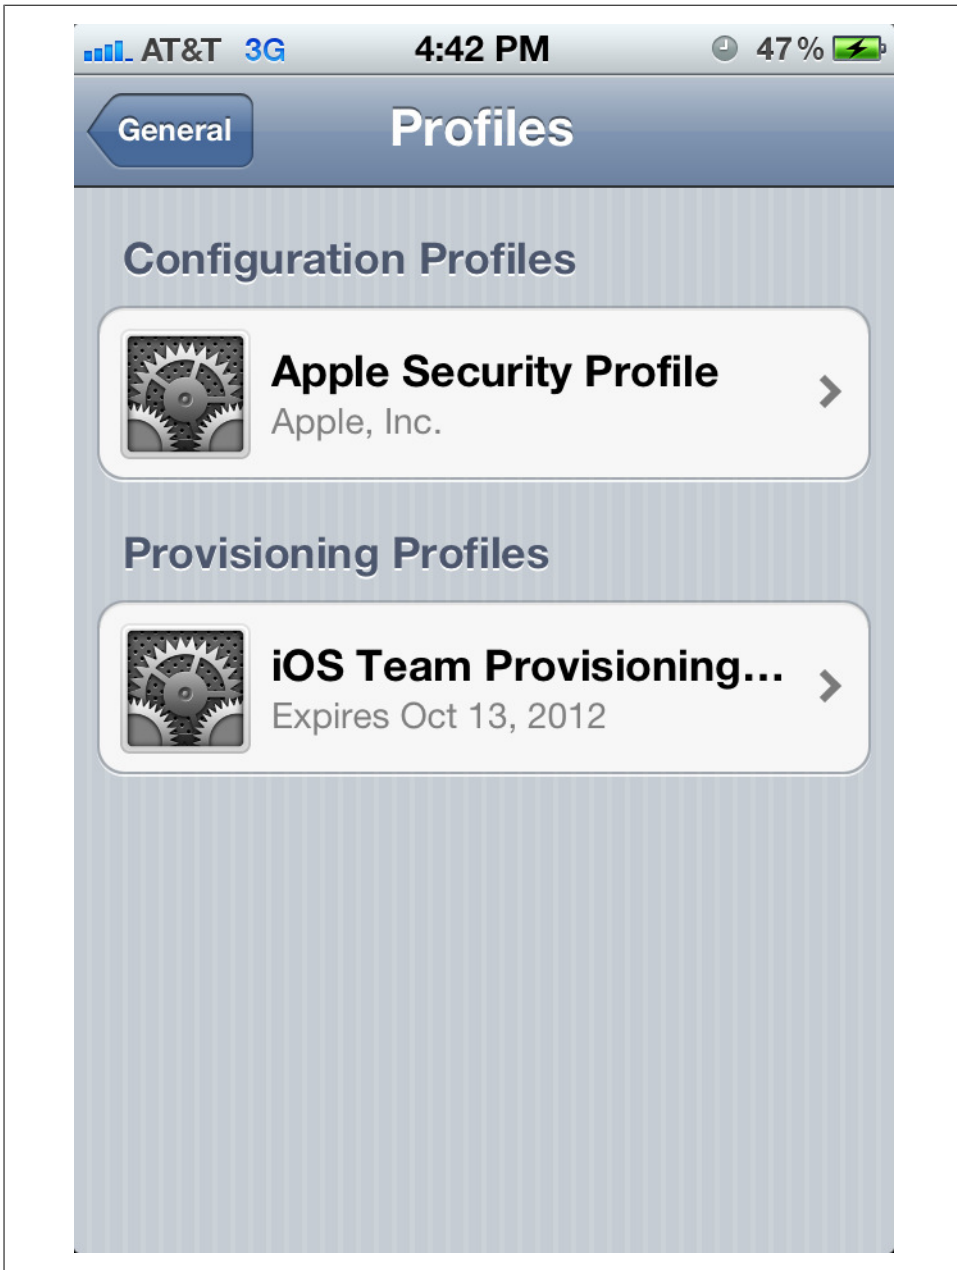 AT&T 3G 4:42 PM 47%
General Profiles
Configuration Profiles
Apple Security Profile
Apple, Inc.
Provisioning Profiles
iOS Team Provisioning...
Expires Oct 13, 2012